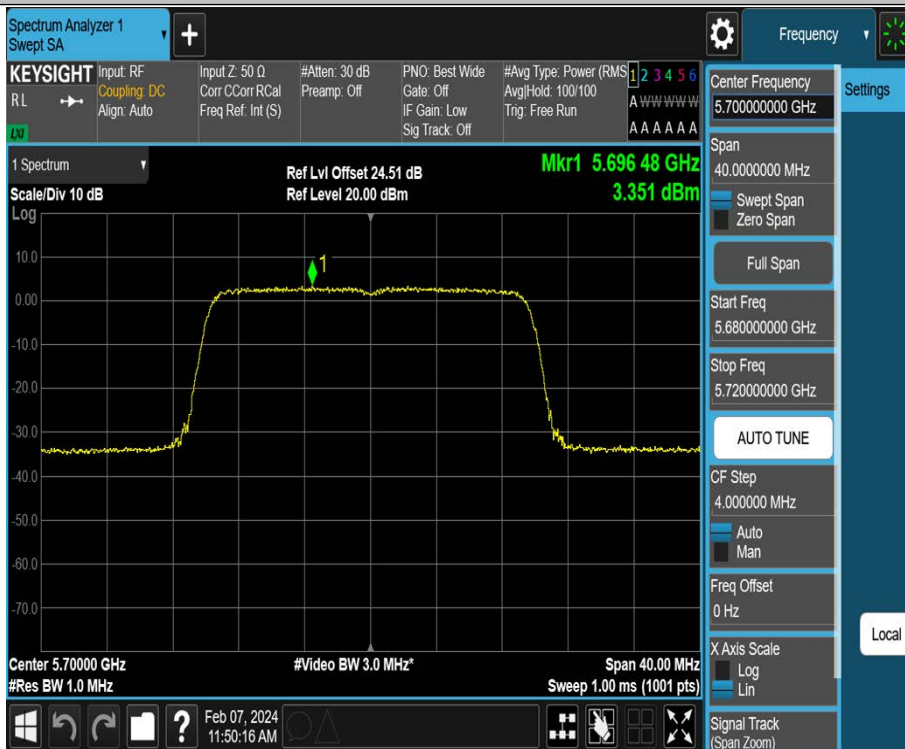 Spectrum Analyzer 1
Swept SA
+
Frequency
KEYSIGHT
RL
LXI
Input: RF
Coupling: DC
Align: Auto
Input Z: 50 Ω
Corr CCorr RCal
Freq Ref: Int (S)
#Atten: 30 dB
Preamp: Off
PNO: Best Wide
Gate: Off
IF Gain: Low
Sig Track: Off
#Avg Type: Power (RMS
Avg|Hold: 100/100
Trig: Free Run
1 2 3 4 5 6
A W W W W W
A A A A A A
1 Spectrum
Scale/Div 10 dB
Log
Ref Lvl Offset 24.51 dB
Ref Level 20.00 dBm
Mkr1 5.696 48 GHz
3.351 dBm
1
10.0
0.00
-10.0
-20.0
-30.0
-40.0
-50.0
-60.0
-70.0
Center 5.70000 GHz
#Res BW 1.0 MHz
#Video BW 3.0 MHz*
Span 40.00 MHz
Sweep 1.00 ms (1001 pts)
Feb 07, 2024
11:50:16 AM
?
Center Frequency
5.700000000 GHz
Span
40.0000000 MHz
Swept Span
Zero Span
Full Span
Start Freq
5.680000000 GHz
Stop Freq
5.720000000 GHz
AUTO TUNE
CF Step
4.000000 MHz
Auto
Man
Freq Offset
0 Hz
X Axis Scale
Log
Lin
Signal Track
(Span Zoom)
Settings
Local